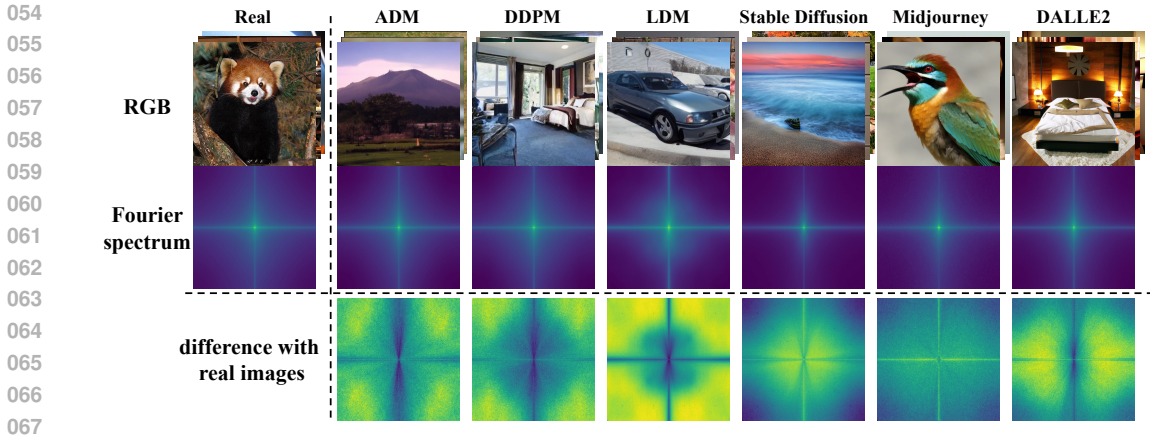 054
055
056
057
058
059
060
061
062
063
064
065
066
067
Real ADM DDPM LDM Stable Diffusion Midjourney DALLE2
RGB
Fourier
spectrum
difference with
real images